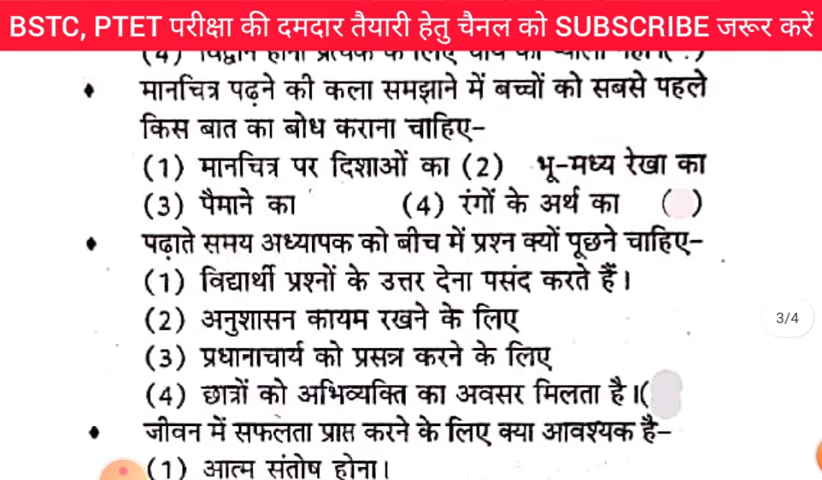 BSTC, PTET परीक्षा की दमदार तैयारी हेतु चैनल को SUBSCRIBE जरूर करें
(4) विद्वान होना प्रत्येक के लिए
मानचित्र पढ़ने की कला समझाने में बच्चों को सबसे पहले
किस बात का बोध कराना चाहिए-
(1) मानचित्र पर दिशाओं का (2) भू-मध्य रेखा का
(3) पैमाने का (4) रंगों के अर्थ का ( )
पढ़ाते समय अध्यापक को बीच में प्रश्न क्यों पूछने चाहिए-
(1) विद्यार्थी प्रश्नों के उत्तर देना पसंद करते हैं।
(2) अनुशासन कायम रखने के लिए
(3) प्रधानाचार्य को प्रसन्न करने के लिए
3/4
(4) छात्रों को अभिव्यक्ति का अवसर मिलता है।(
जीवन में सफलता प्राप्त करने के लिए क्या आवश्यक है-
(1) आत्म संतोष होना।